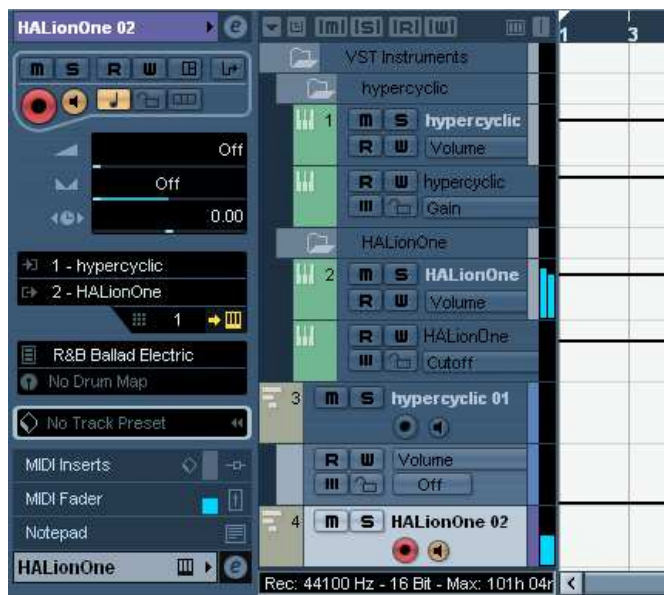 HALionOne 02
e
m S R W
Off
Off
0.00
1 - hypercyclic
2 - HALionOne
1
R&B Ballad Electric
No Drum Map
No Track Preset
MIDI Inserts
MIDI Fader
Notepad
HALionOne
e
m S R W
1 3
VST Instruments
hypercyclic
1 m S hypercyclic
R W Volume
R W hypercyclic
Gain
HALionOne
2 m S HALionOne
R W Volume
R W HALionOne
Cutoff
3 m S hypercyclic 01
R W Volume
Off
4 m S HALionOne 02
Rec: 44100 Hz - 16 Bit - Max: 101h 04